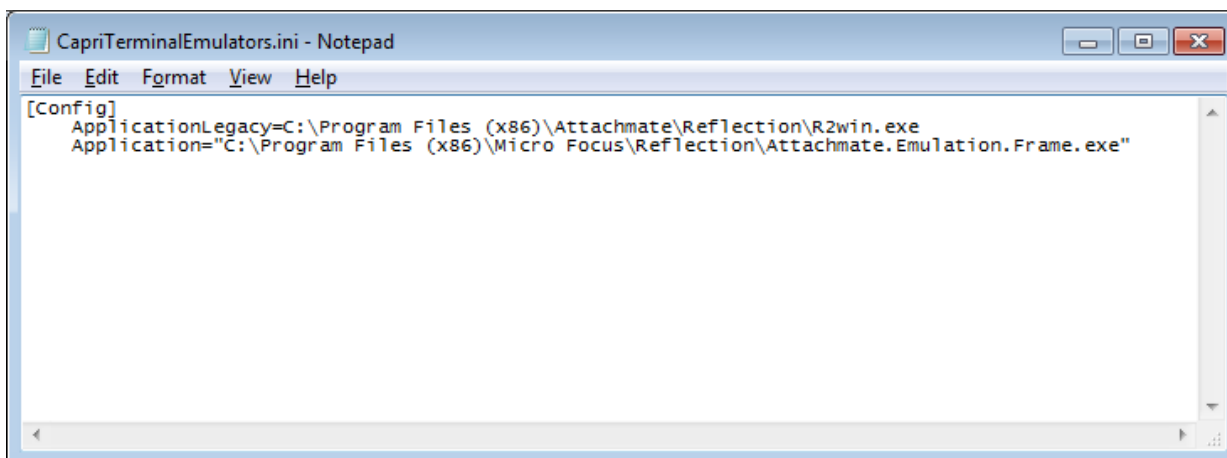 CapriTerminalEmulators.ini - Notepad
File Edit Format View Help
[Config]
    ApplicationLegacy=C:\Program Files (x86)\Attachmate\Reflection\R2win.exe
    Application="C:\Program Files (x86)\Micro Focus\Reflection\Attachmate.Emulation.Frame.exe"